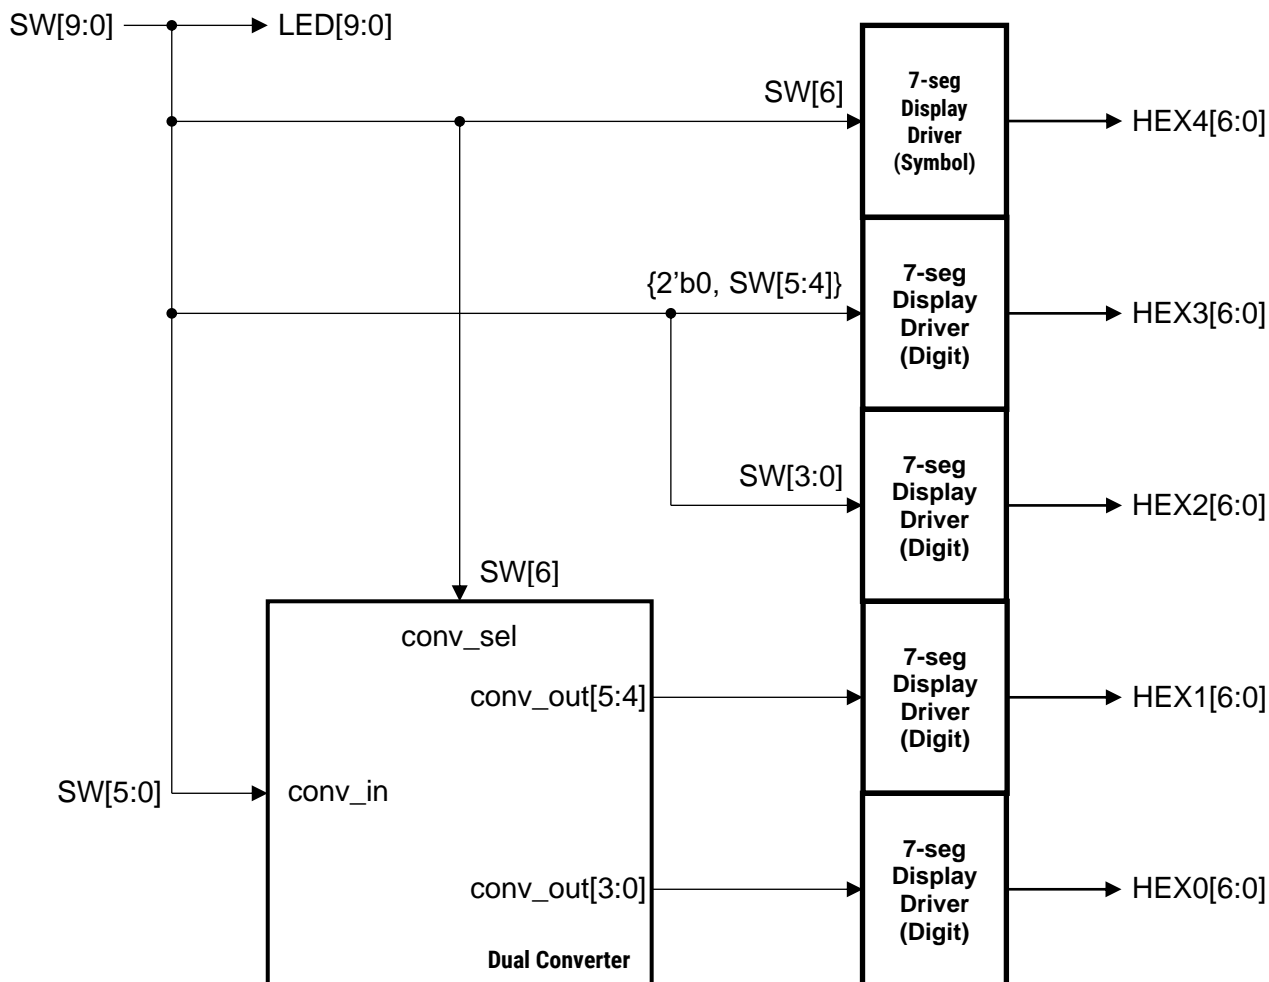 SW[9:0]
LED[9:0]
SW[6]
7-seg
Display
Driver
(Symbol)
HEX4[6:0]
{2’b0, SW[5:4]}
7-seg
Display
Driver
(Digit)
HEX3[6:0]
SW[3:0]
7-seg
Display
Driver
(Digit)
HEX2[6:0]
SW[6]
conv_sel
conv_out[5:4]
7-seg
Display
Driver
(Digit)
HEX1[6:0]
SW[5:0]
conv_in
conv_out[3:0]
7-seg
Display
Driver
(Digit)
HEX0[6:0]
Dual Converter